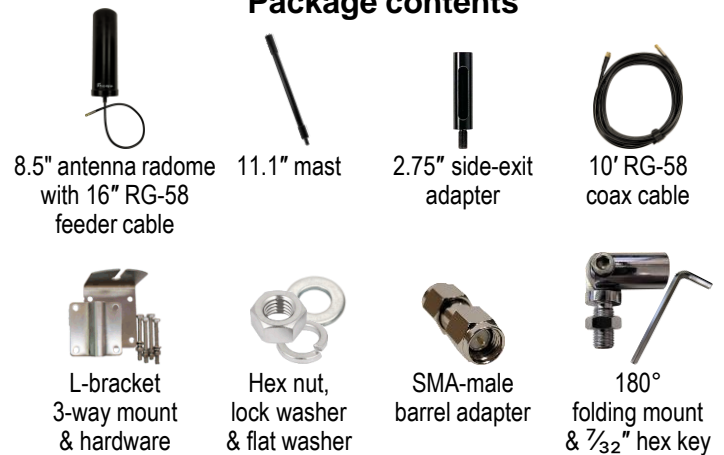 Package contents
8.5" antenna radome
with 16″ RG-58
feeder cable
11.1″ mast
2.75″ side-exit
adapter
10′ RG-58
coax cable
L-bracket
3-way mount
& hardware
Hex nut,
lock washer
& flat washer
SMA-male
barrel adapter
180°
folding mount
& ⁷⁄₃₂″ hex key